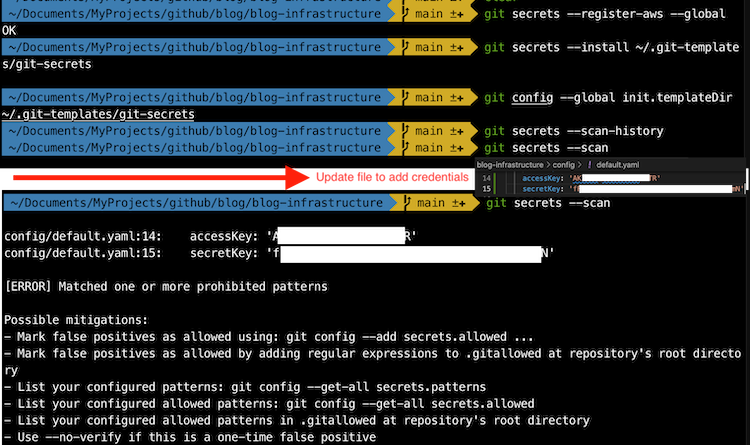 ~/Documents/MyProjects/github/blog/blog-infrastructure main ±+ git secrets --register-aws --global
OK
~/Documents/MyProjects/github/blog/blog-infrastructure main ±+ git secrets --install ~/.git-template
s/git-secrets
~/Documents/MyProjects/github/blog/blog-infrastructure main ±+ git config --global init.templateDir
~/.git-templates/git-secrets
~/Documents/MyProjects/github/blog/blog-infrastructure main ±+ git secrets --scan-history
~/Documents/MyProjects/github/blog/blog-infrastructure main ±+ git secrets --scan
Update file to add credentials
blog-infrastructure > config > ! default.yaml
14 accessKey: 'AK TR'
15 secretKey: 'f mN'
~/Documents/MyProjects/github/blog/blog-infrastructure main ±+ git secrets --scan
config/default.yaml:14: accessKey: 'A R'
config/default.yaml:15: secretKey: 'f N'
[ERROR] Matched one or more prohibited patterns
Possible mitigations:
- Mark false positives as allowed using: git config --add secrets.allowed ...
- Mark false positives as allowed by adding regular expressions to .gitallowed at repository's root directo
ry
- List your configured patterns: git config --get-all secrets.patterns
- List your configured allowed patterns: git config --get-all secrets.allowed
- List your configured allowed patterns in .gitallowed at repository's root directory
- Use --no-verify if this is a one-time false positive